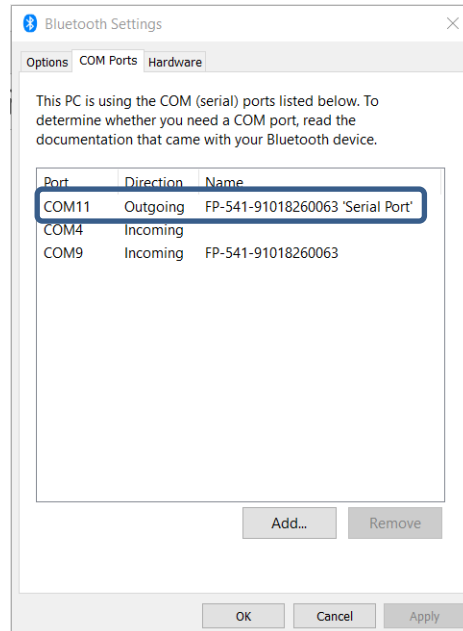 Bluetooth Settings
Options COM Ports Hardware
This PC is using the COM (serial) ports listed below. To
determine whether you need a COM port, read the
documentation that came with your Bluetooth device.
Port Direction Name
COM11 Outgoing FP-541-91018260063 'Serial Port'
COM4 Incoming
COM9 Incoming FP-541-91018260063
Add... Remove
OK Cancel Apply